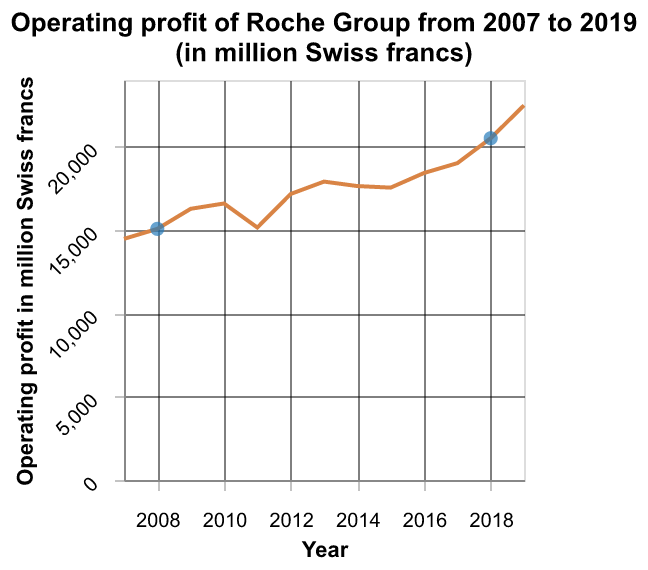 Operating profit of Roche Group from 2007 to 2019
(in million Swiss francs)
Operating profit in million Swiss francs
20,000
15,000
10,000
5,000
0
2008 2010 2012 2014 2016 2018
Year